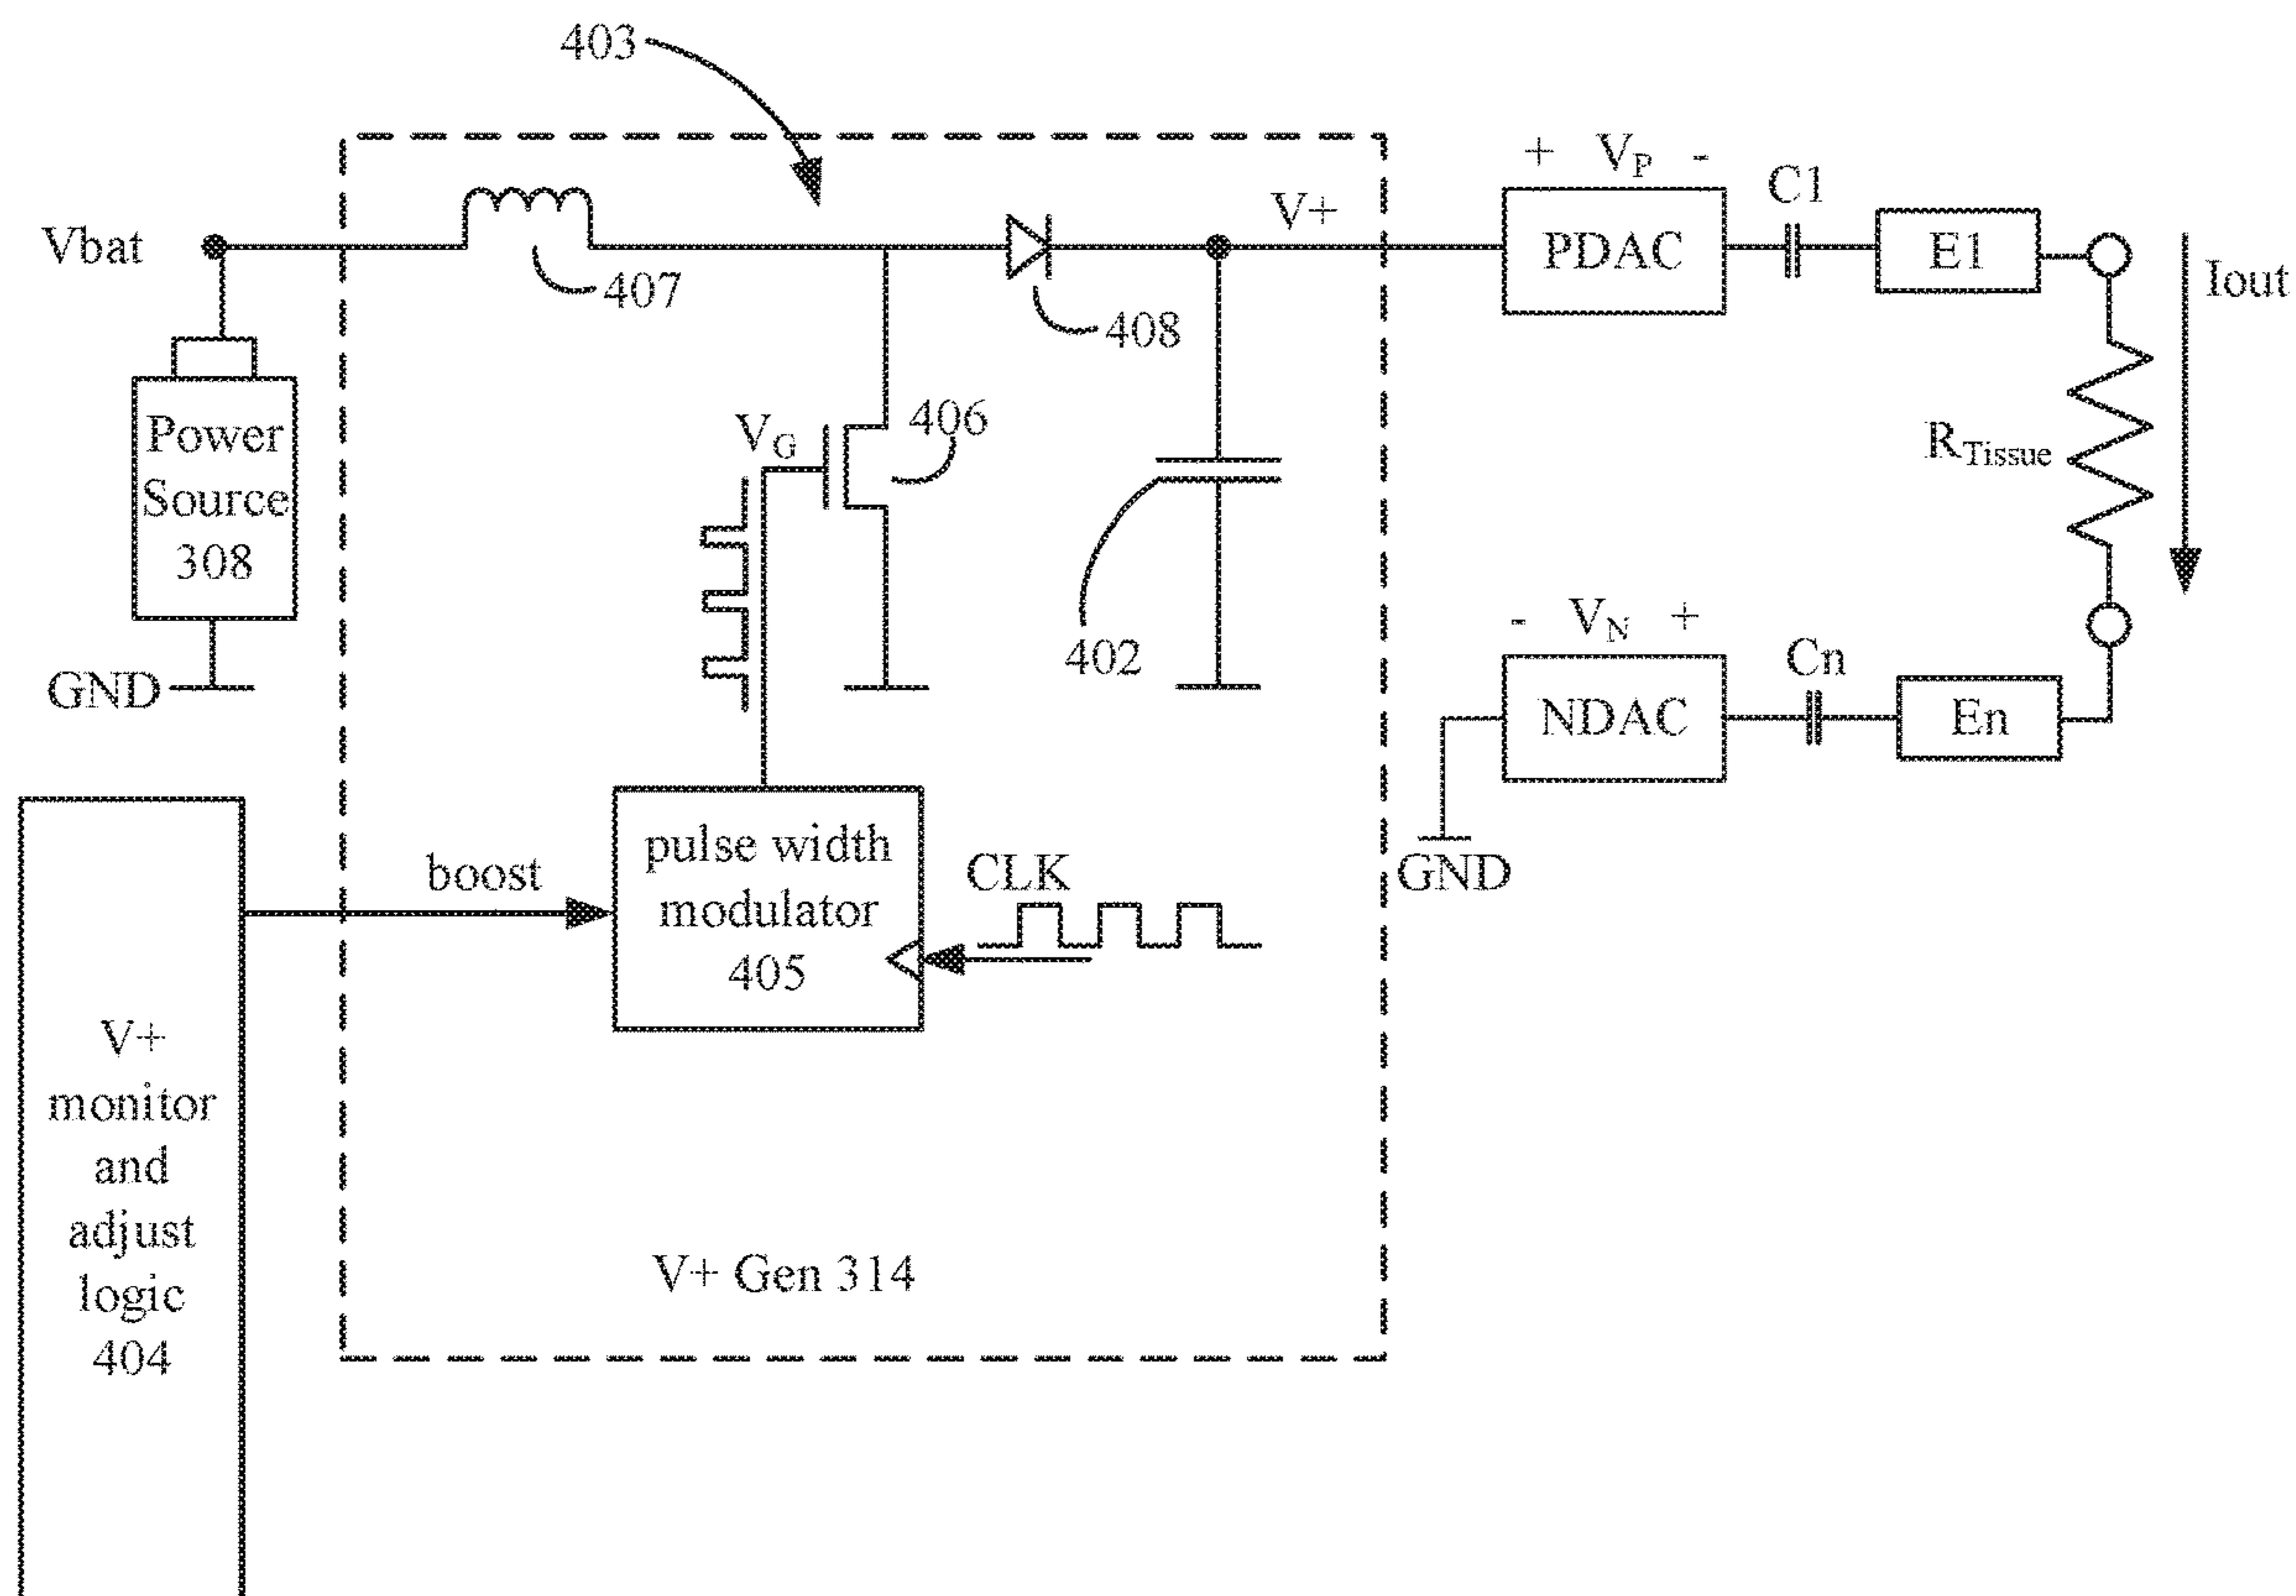 403
+ VP -
C1
V+
Vbat
PDAC
E1
Iout
407
408
Power
Source
308
VG
406
RTissue
- VN +
402
Cn
GND
NDAC
En
boost
pulse width
modulator
405
CLK
GND
V+
monitor
and
adjust
logic
404
V+ Gen 314